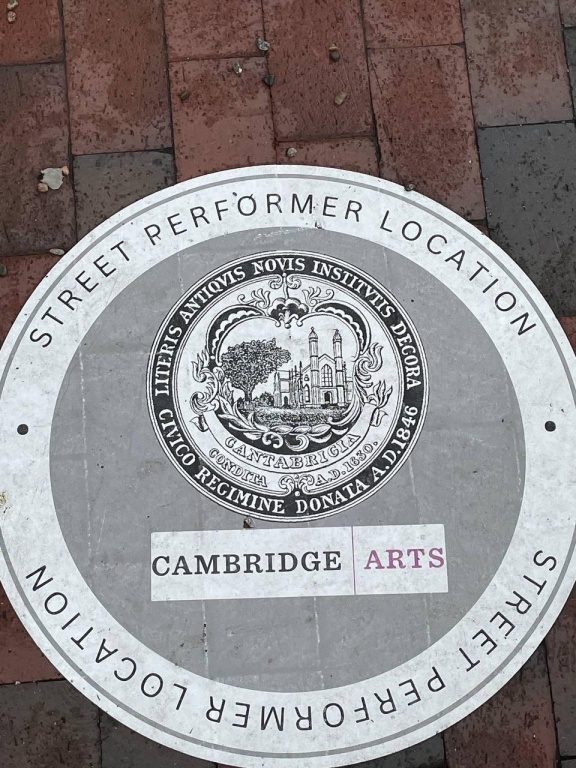 STREET PERFORMER LOCATION
LITERIS ANTIQVIS NOVIS INSTITVTIS DECORA
CANTABRIGIA
CONDITA A.D. 1630.
CIVICO REGIMINE DONATA A.D. 1846
CAMBRIDGE ARTS
STREET PERFORMER LOCATION